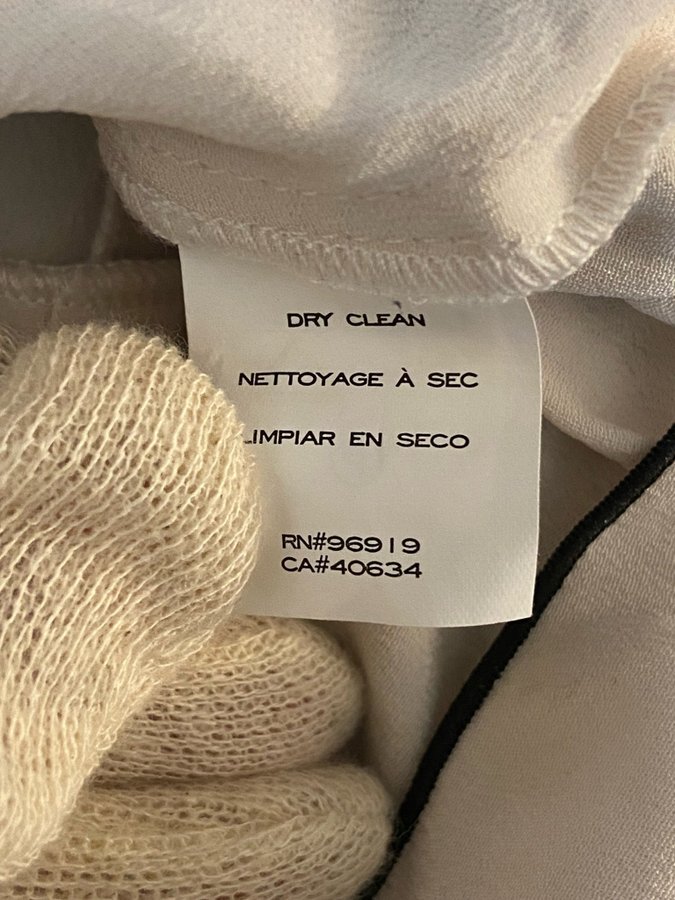 DRY CLEAN
NETTOYAGE À SEC
LIMPIAR EN SECO
RN#96919
CA#40634